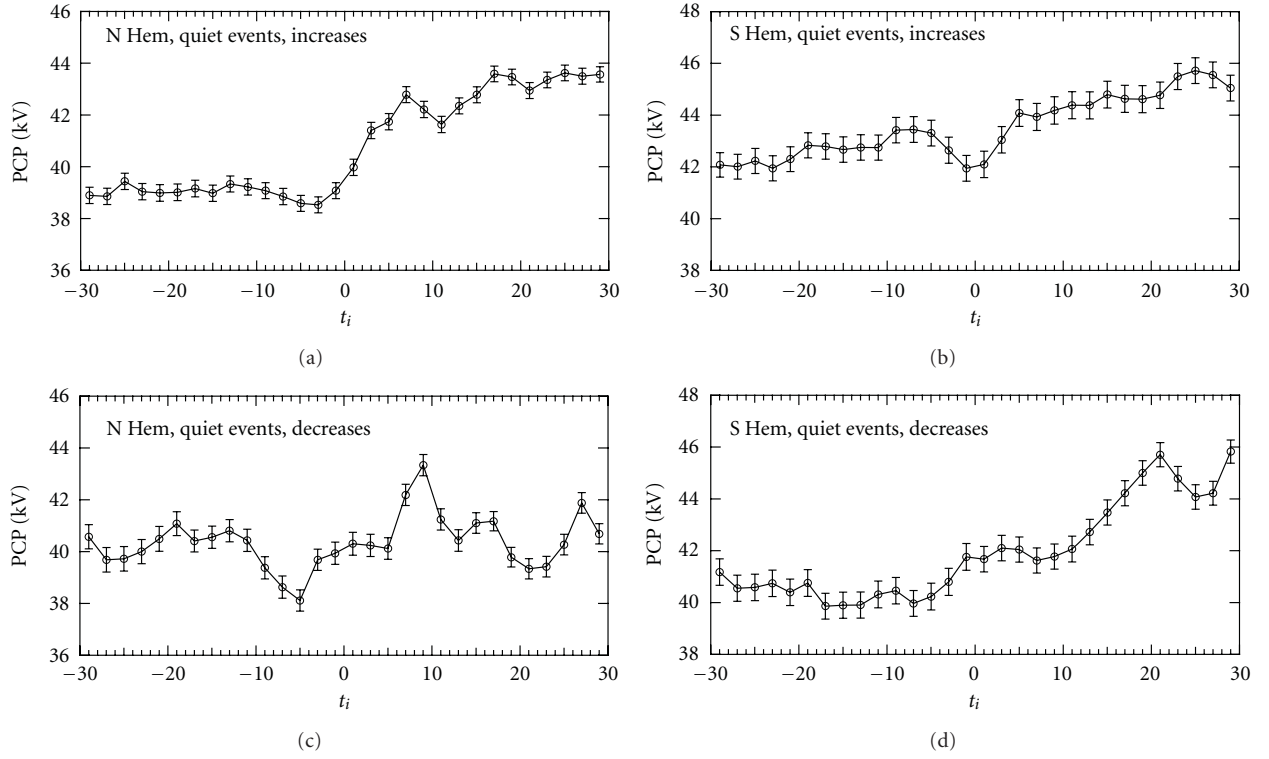 N Hem, quiet events, increases
PCP (kV)
46
44
42
40
38
36
−30 −20 −10 0 10 20 30
t_i
(a)
S Hem, quiet events, increases
PCP (kV)
48
46
44
42
40
38
−30 −20 −10 0 10 20 30
t_i
(b)
N Hem, quiet events, decreases
PCP (kV)
46
44
42
40
38
36
−30 −20 −10 0 10 20 30
t_i
(c)
S Hem, quiet events, decreases
PCP (kV)
48
46
44
42
40
38
−30 −20 −10 0 10 20 30
t_i
(d)